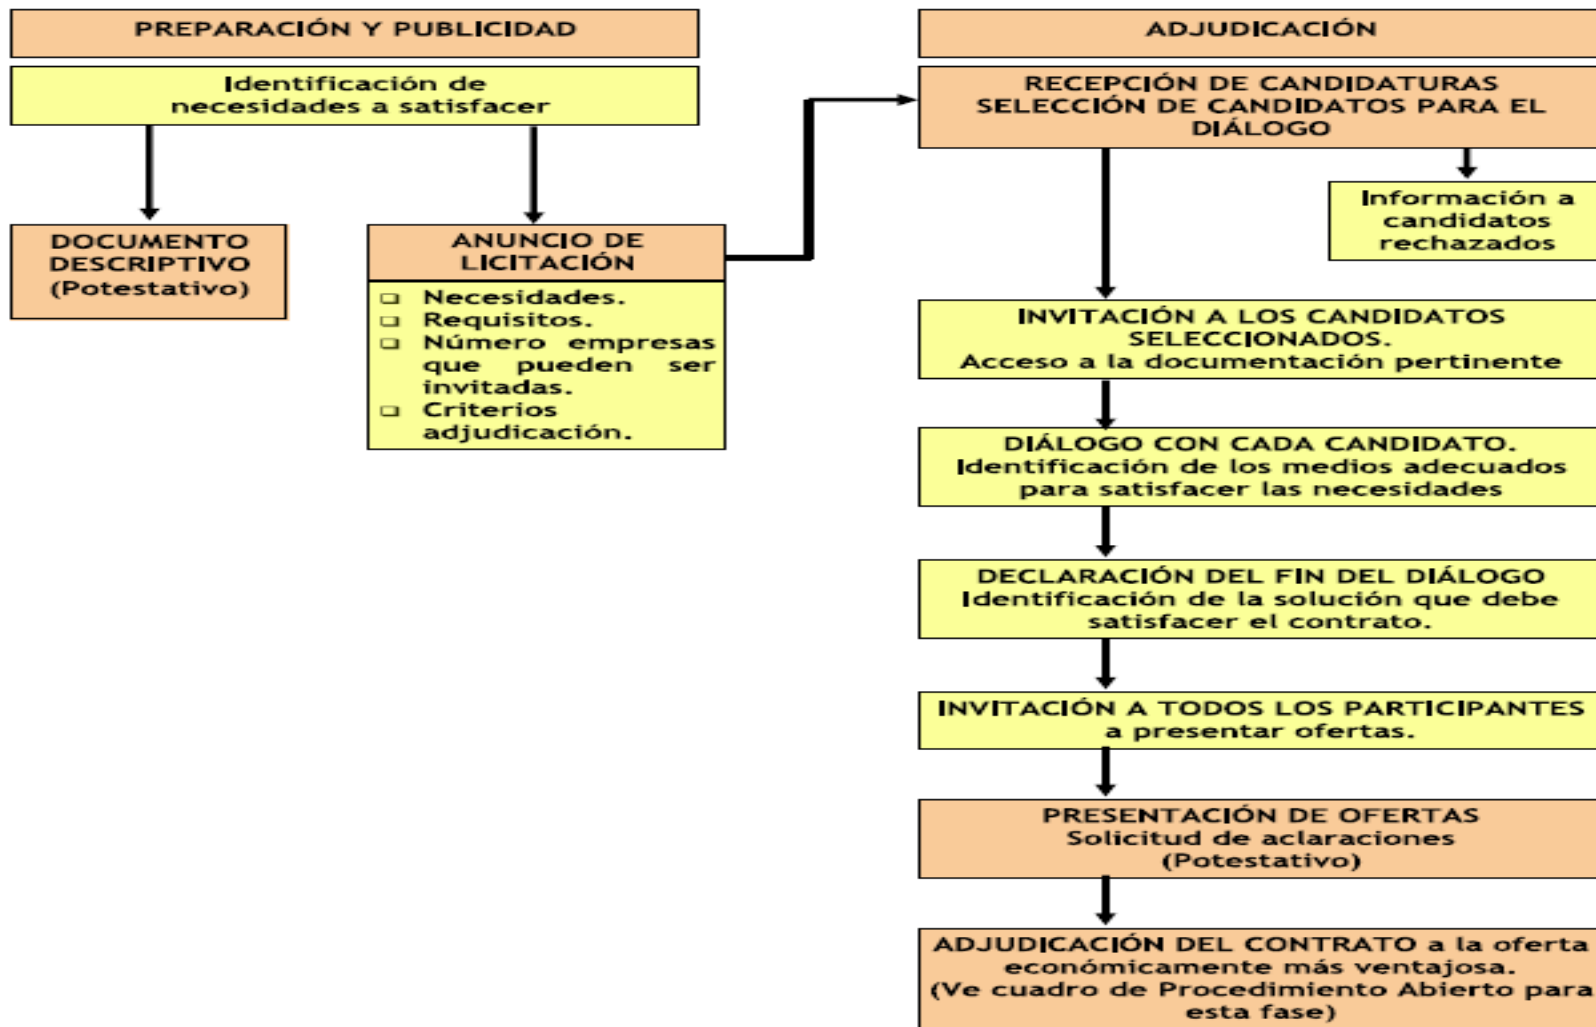 PREPARACIÓN Y PUBLICIDAD
Identificación de
necesidades a satisfacer
DOCUMENTO
DESCRIPTIVO
(Potestativo)
ANUNCIO DE
LICITACIÓN
Necesidades.
Requisitos.
Número empresas
que pueden ser
invitadas.
Criterios
adjudicación.
ADJUDICACIÓN
RECEPCIÓN DE CANDIDATURAS
SELECCIÓN DE CANDIDATOS PARA EL
DIÁLOGO
Información a
candidatos
rechazados
INVITACIÓN A LOS CANDIDATOS
SELECCIONADOS.
Acceso a la documentación pertinente
DIÁLOGO CON CADA CANDIDATO.
Identificación de los medios adecuados
para satisfacer las necesidades
DECLARACIÓN DEL FIN DEL DIÁLOGO
Identificación de la solución que debe
satisfacer el contrato.
INVITACIÓN A TODOS LOS PARTICIPANTES
a presentar ofertas.
PRESENTACIÓN DE OFERTAS
Solicitud de aclaraciones
(Potestativo)
ADJUDICACIÓN DEL CONTRATO a la oferta
económicamente más ventajosa.
(Ve cuadro de Procedimiento Abierto para
esta fase)